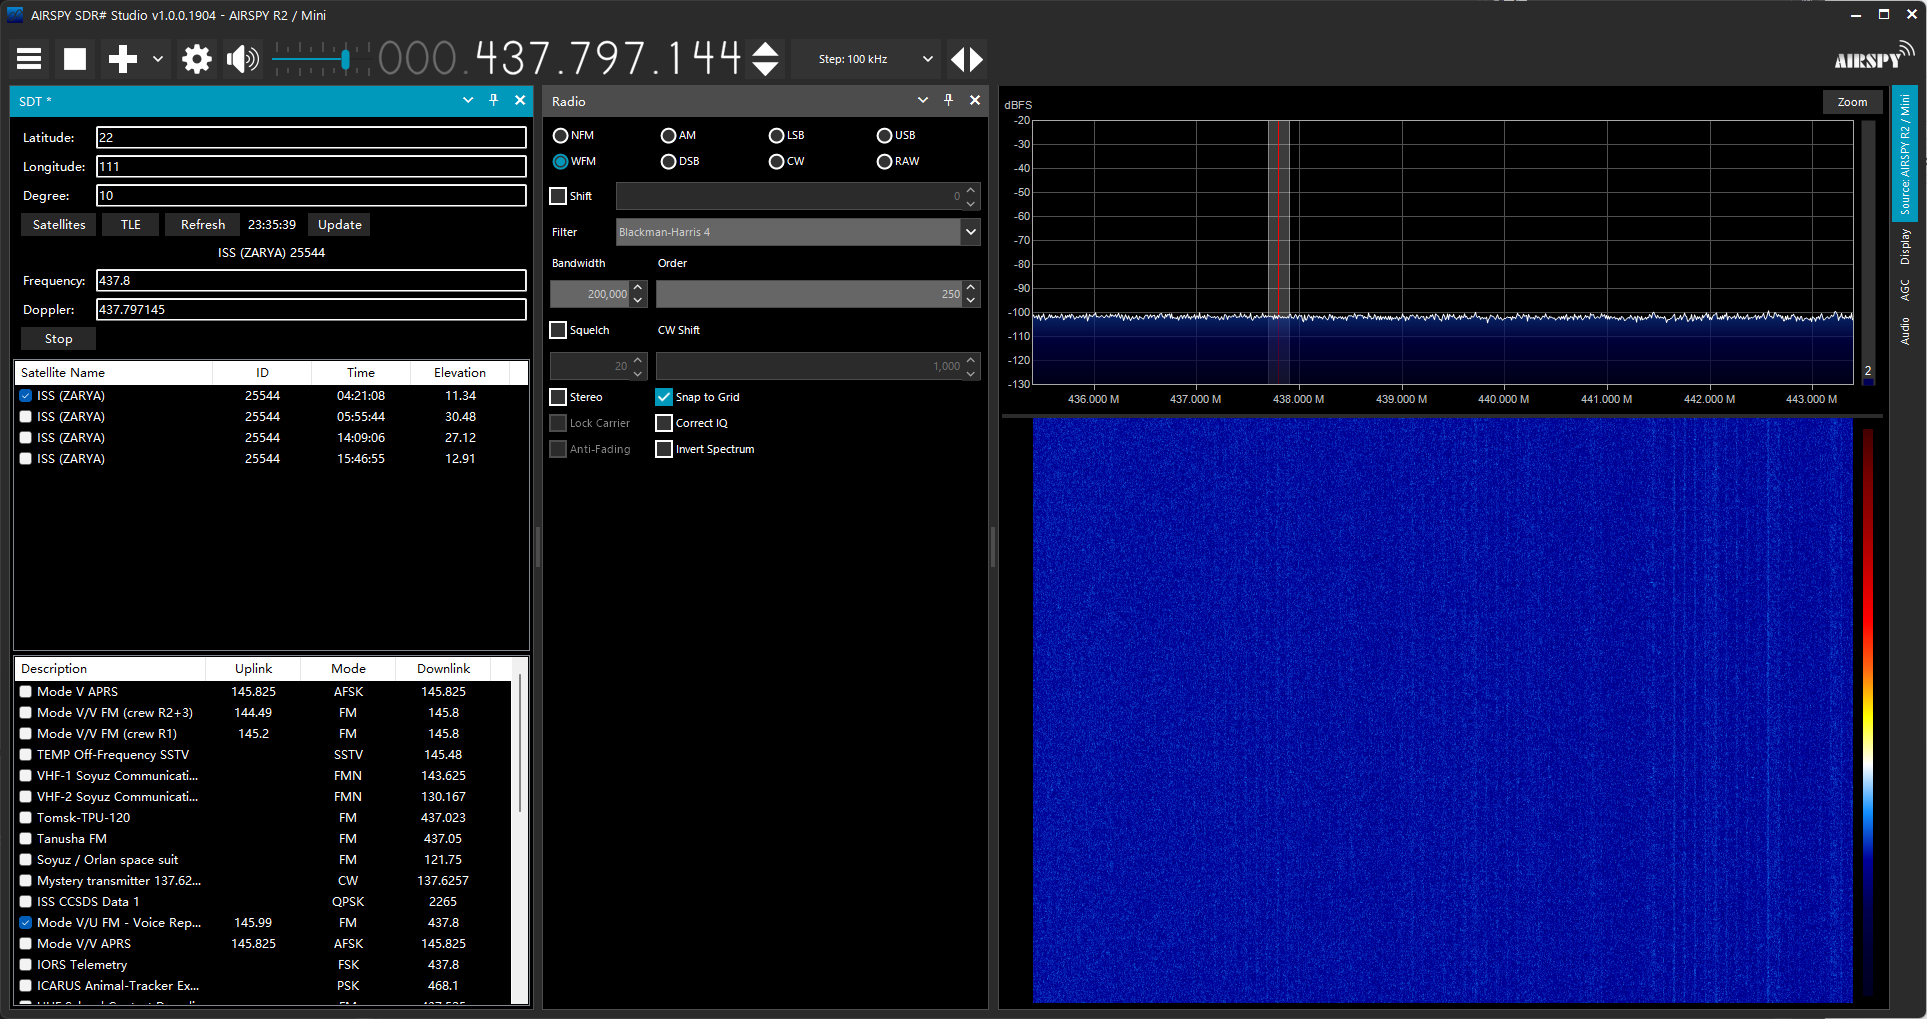 AIRSPY SDR# Studio v1.0.0.1904 - AIRSPY R2 / Mini
000.437.797.144
Step: 100 kHz
AIRSPY
SDT *
Latitude: 22
Longitude: 111
Degree: 10
Satellites TLE Refresh 23:35:39 Update
ISS (ZARYA) 25544
Frequency: 437.8
Doppler: 437.797145
Stop
Satellite Name ID Time Elevation
ISS (ZARYA) 25544 04:21:08 11.34
ISS (ZARYA) 25544 05:55:44 30.48
ISS (ZARYA) 25544 14:09:06 27.12
ISS (ZARYA) 25544 15:46:55 12.91
Description Uplink Mode Downlink
Mode V APRS 145.825 AFSK 145.825
Mode V/V FM (crew R2+3) 144.49 FM 145.8
Mode V/V FM (crew R1) 145.2 FM 145.8
TEMP Off-Frequency SSTV SSTV 145.48
VHF-1 Soyuz Communicati... FMN 143.625
VHF-2 Soyuz Communicati... FMN 130.167
Tomsk-TPU-120 FM 437.023
Tanusha FM FM 437.05
Soyuz / Orlan space suit FM 121.75
Mystery transmitter 137.62... CW 137.6257
ISS CCSDS Data 1 QPSK 2265
Mode V/U FM - Voice Rep... 145.99 FM 437.8
Mode V/V APRS 145.825 AFSK 145.825
IORS Telemetry FSK 437.8
ICARUS Animal-Tracker Ex... PSK 468.1
Radio
NFM AM LSB USB
WFM DSB CW RAW
Shift 0
Filter Blackman-Harris 4
Bandwidth Order
200,000 250
Squelch CW Shift
20 1,000
Stereo Snap to Grid
Lock Carrier Correct IQ
Anti-Fading Invert Spectrum
dBFS
Zoom
-20
-30
-40
-50
-60
-70
-80
-90
-100
-110
-120
-130
2
436.000 M 437.000 M 438.000 M 439.000 M 440.000 M 441.000 M 442.000 M 443.000 M
Source: AIRSPY R2 / Mini
Display
AGC
Audio